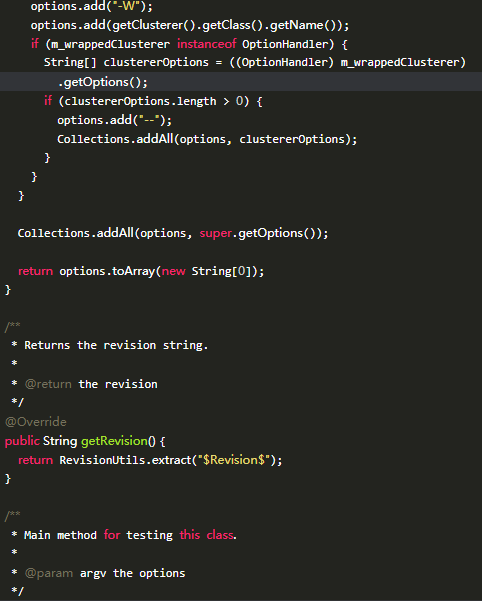 options.add("-W");
options.add(getClusterer().getClass().getName());
if (m_wrappedClusterer instanceof OptionHandler) {
String[] clustererOptions = ((OptionHandler) m_wrappedClusterer)
.getOptions();
if (clustererOptions.length > 0) {
options.add("--");
Collections.addAll(options, clustererOptions);
}
}
}
Collections.addAll(options, super.getOptions());
return options.toArray(new String[0]);
}
/**
* Returns the revision string.
*
* @return the revision
*/
@Override
public String getRevision() {
return RevisionUtils.extract("$Revision$");
}
/**
* Main method for testing this class.
*
* @param argv the options
*/